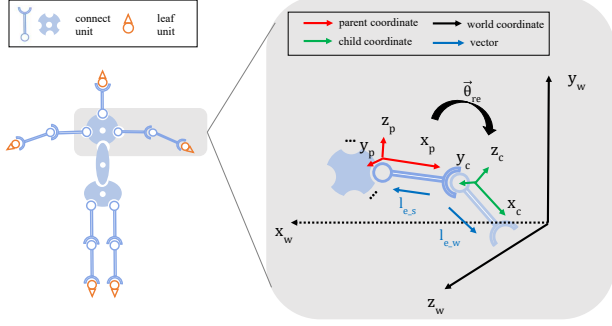 connect
unit
leaf
unit
parent coordinate
world coordinate
child coordinate
vector
θ⃗_re
y_w
z_p
y_p
x_p
y_c
z_c
...
...
l_e_s
x_c
x_w
l_e_w
z_w